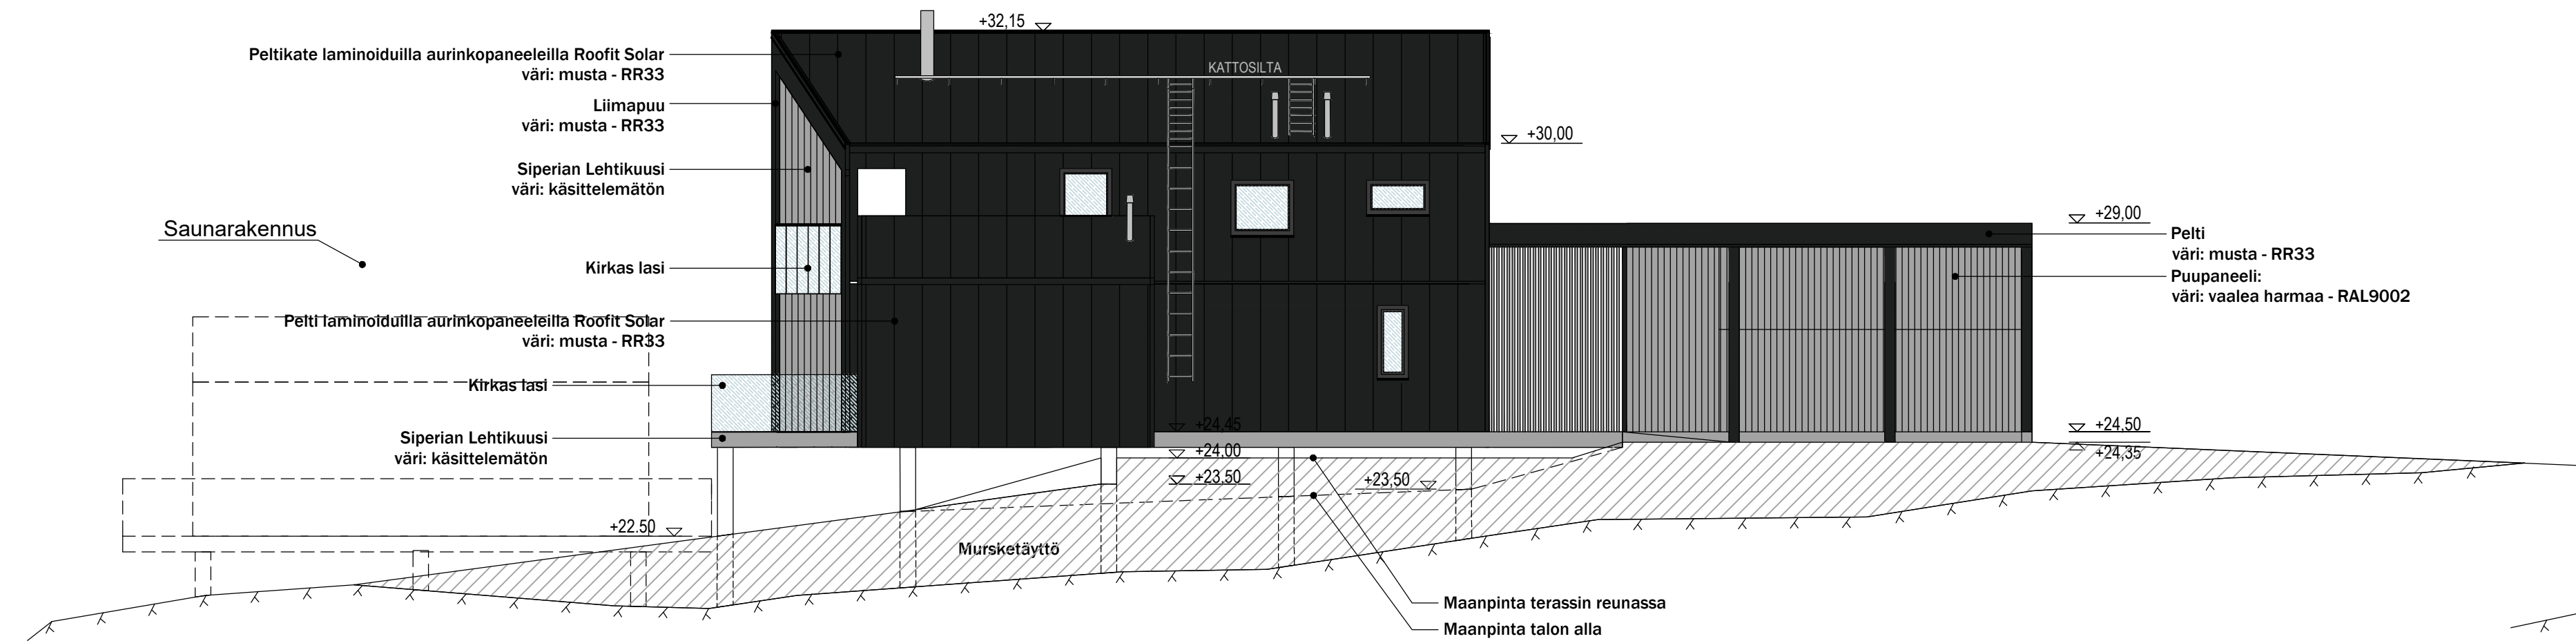 +32,15
Peltikate laminoiduilla aurinkopaneeleilla Roofit Solar
väri: musta - RR33
KATTOSILTA
Liimapuu
väri: musta - RR33
+30,00
Siperian Lehtikuusi
väri: käsittelemätön
Saunarakennus
+29,00
Pelti
väri: musta - RR33
Kirkas lasi
Puupaneeli:
väri: vaalea harmaa - RAL9002
Pelti laminoiduilla aurinkopaneeleilla Roofit Solar
väri: musta - RR33
Kirkas lasi
+24,45
+24,50
Siperian Lehtikuusi
väri: käsittelemätön
+24,00
+24,35
+23,50
+23,50
+22.50
Mursketäyttö
Maanpinta terassin reunassa
Maanpinta talon alla